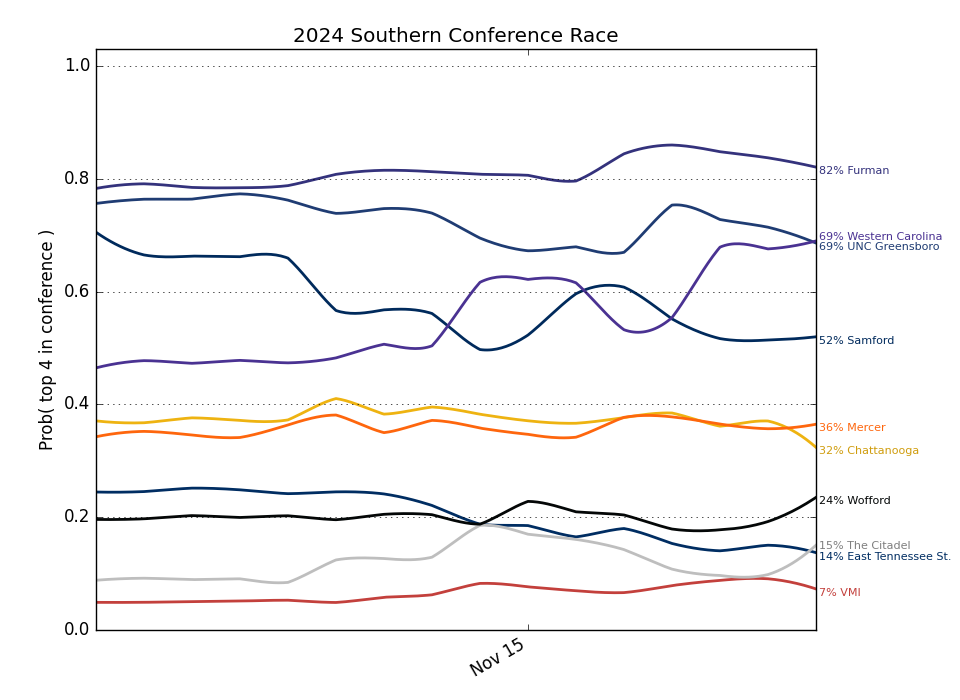 2024 Southern Conference Race
Prob( top 4 in conference )
1.0
0.8
0.6
0.4
0.2
0.0
Nov 15
82% Furman
69% Western Carolina
69% UNC Greensboro
52% Samford
36% Mercer
32% Chattanooga
24% Wofford
15% The Citadel
14% East Tennessee St.
7% VMI